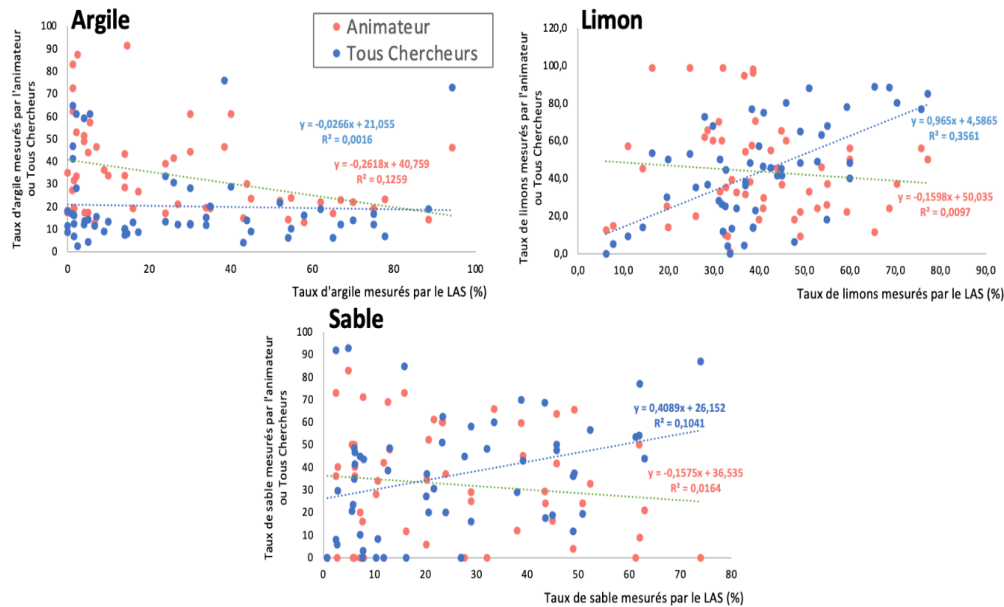 Argile
Animateur
Tous Chercheurs
Taux d'argile mesurés par l'animateur
ou Tous Chercheurs
100
90
80
70
60
50
40
30
20
10
0
y = -0,0266x + 21,055
R² = 0,0016
y = -0,2618x + 40,759
R² = 0,1259
0
20
40
60
80
100
Taux d'argile mesurés par le LAS (%)
Limon
Taux de limons mesurés par l'animateur
ou Tous Chercheurs
120,0
100,0
80,0
60,0
40,0
20,0
0,0
y = 0,965x + 4,5865
R² = 0,3561
y = -0,1598x + 50,035
R² = 0,0097
0,0
10,0
20,0
30,0
40,0
50,0
60,0
70,0
80,0
90,0
Taux de limons mesurés par le LAS (%)
Sable
Taux de sable mesurés par l'animateur
ou Tous Chercheurs
100
90
80
70
60
50
40
30
20
10
0
y = 0,4089x + 26,152
R² = 0,1041
y = -0,1575x + 36,535
R² = 0,0164
0
10
20
30
40
50
60
70
80
Taux de sable mesurés par le LAS (%)